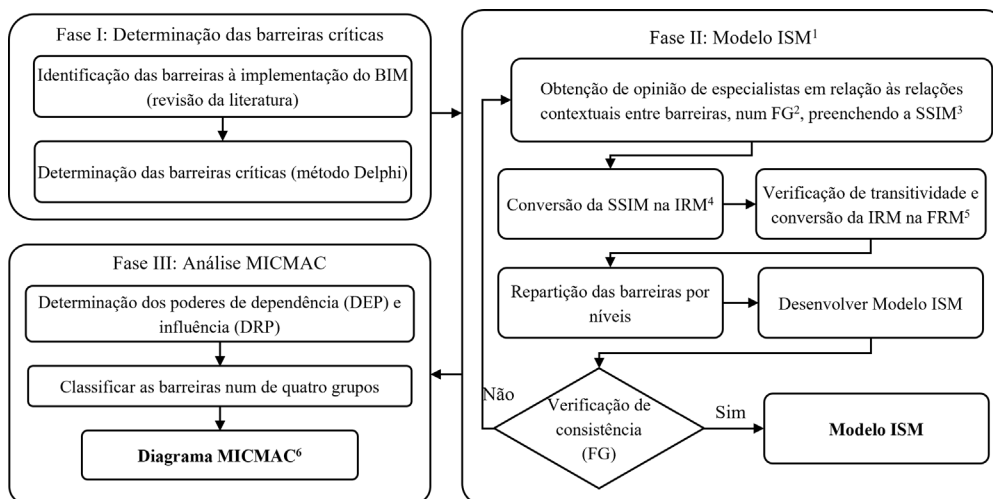 Fase I: Determinação das barreiras críticas
Identificação das barreiras à implementação do BIM
(revisão da literatura)
Determinação das barreiras críticas (método Delphi)
Fase II: Modelo ISM¹
Obtenção de opinião de especialistas em relação às relações
contextuais entre barreiras, num FG², preenchendo a SSIM³
Conversão da SSIM na IRM⁴
Verificação de transitividade e
conversão da IRM na FRM⁵
Repartição das barreiras por
níveis
Desenvolver Modelo ISM
Não
Verificação de
consistência
(FG)
Sim
Modelo ISM
Fase III: Análise MICMAC
Determinação dos poderes de dependência (DEP) e
influência (DRP)
Classificar as barreiras num de quatro grupos
Diagrama MICMAC⁶